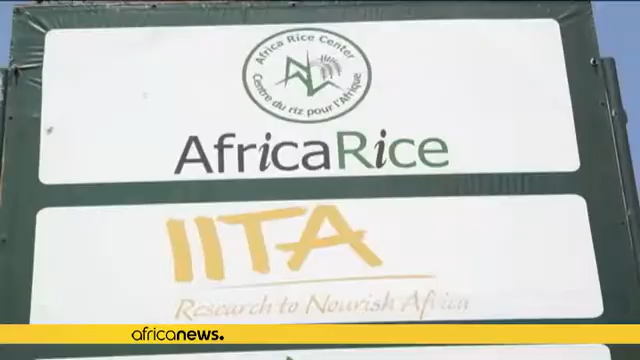 Africa Rice Center
Centre du riz pour l'Afrique
AfricaRice
IITA
Research to Nourish Africa
africanews.